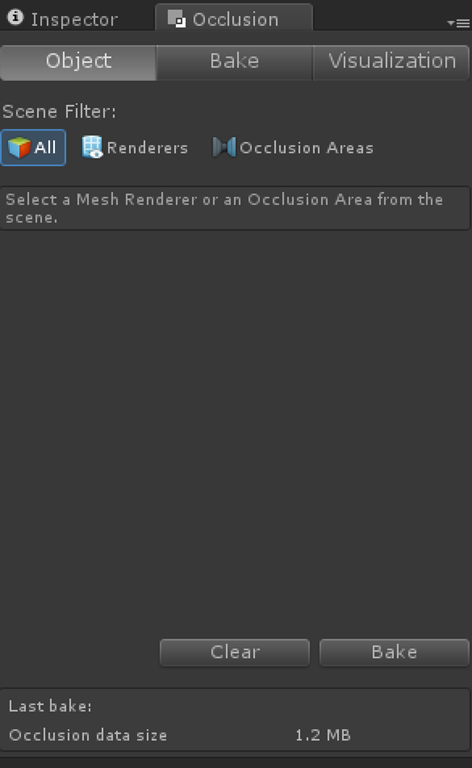 Inspector
Occlusion
Object
Bake
Visualization
Scene Filter:
All
Renderers
Occlusion Areas
Select a Mesh Renderer or an Occlusion Area from the
scene.
Clear
Bake
Last bake:
Occlusion data size 1.2 MB